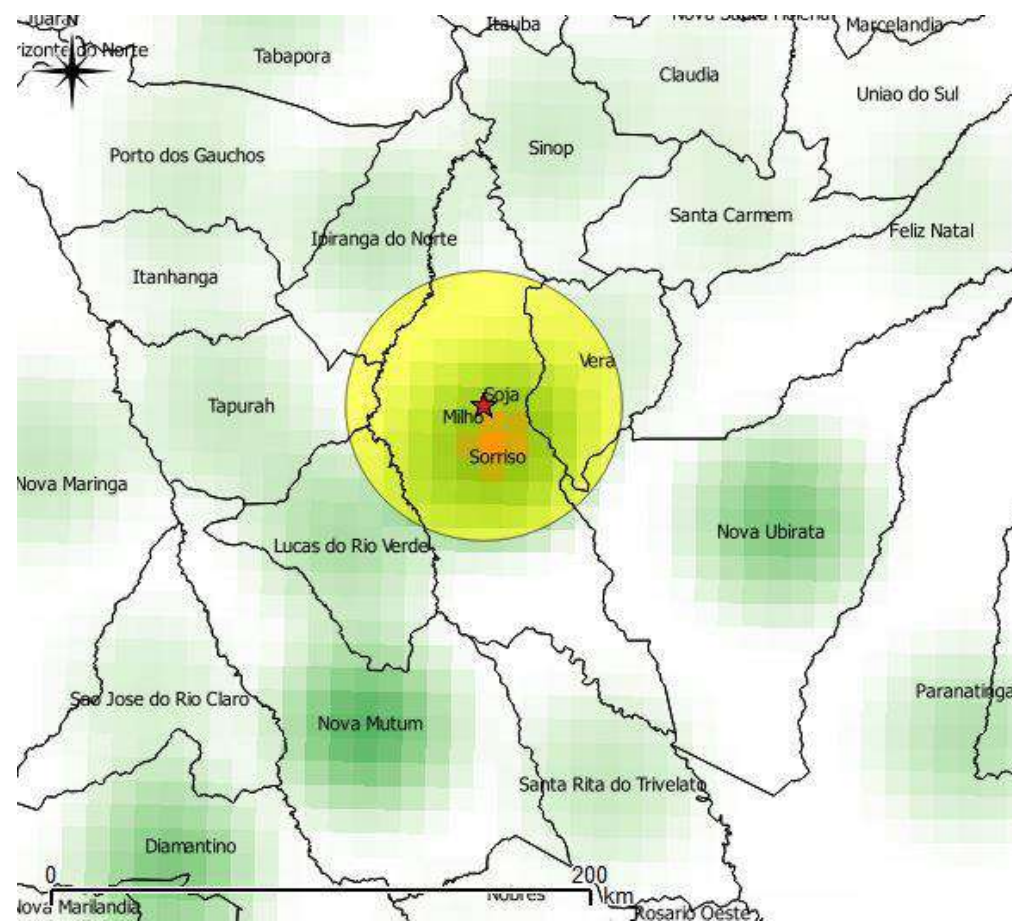 Itauba
Marcelandia
N
Tabapora
Claudia
Uniao do Sul
Porto dos Gauchos
Sinop
Santa Carmem
Feliz Natal
Ipiranga do Norte
Itanhanga
Vera
Soja
Tapurah
Milho
Sorriso
Nova Maringa
Nova Ubirata
Lucas do Rio Verde
Sao Jose do Rio Claro
Paranatinga
Nova Mutum
Santa Rita do Trivelato
Diamantino
0
200
km
Nobres
Nova Marilandia
Rosario Oeste